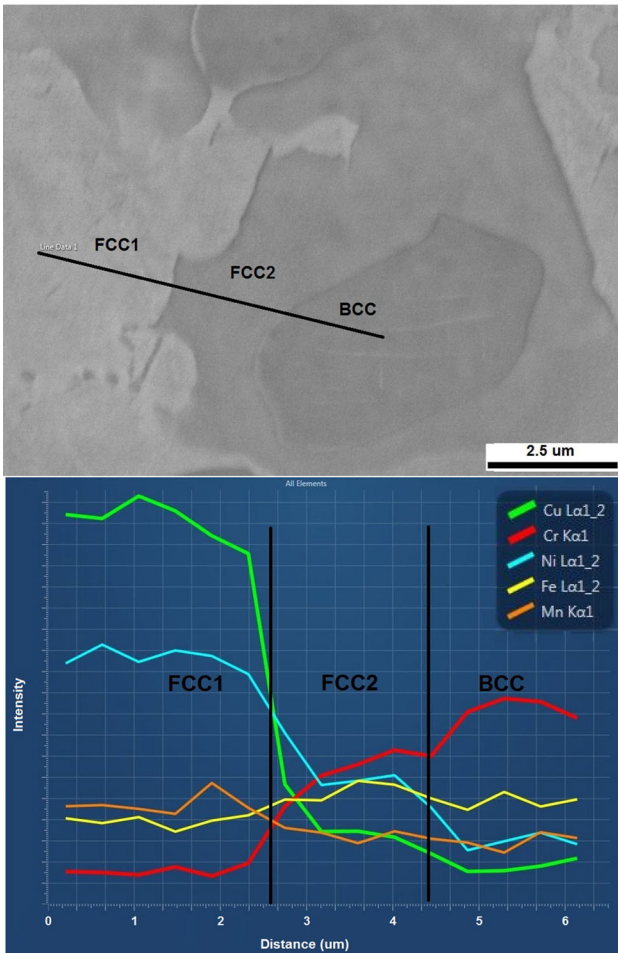 FCC1
Line Data 1
FCC2
BCC
2.5 um
All Elements
Cu Lα1_2
Cr Kα1
Ni Lα1_2
Fe Lα1_2
Mn Kα1
FCC1
FCC2
BCC
Intensity
0 1 2 3 4 5 6
Distance (um)